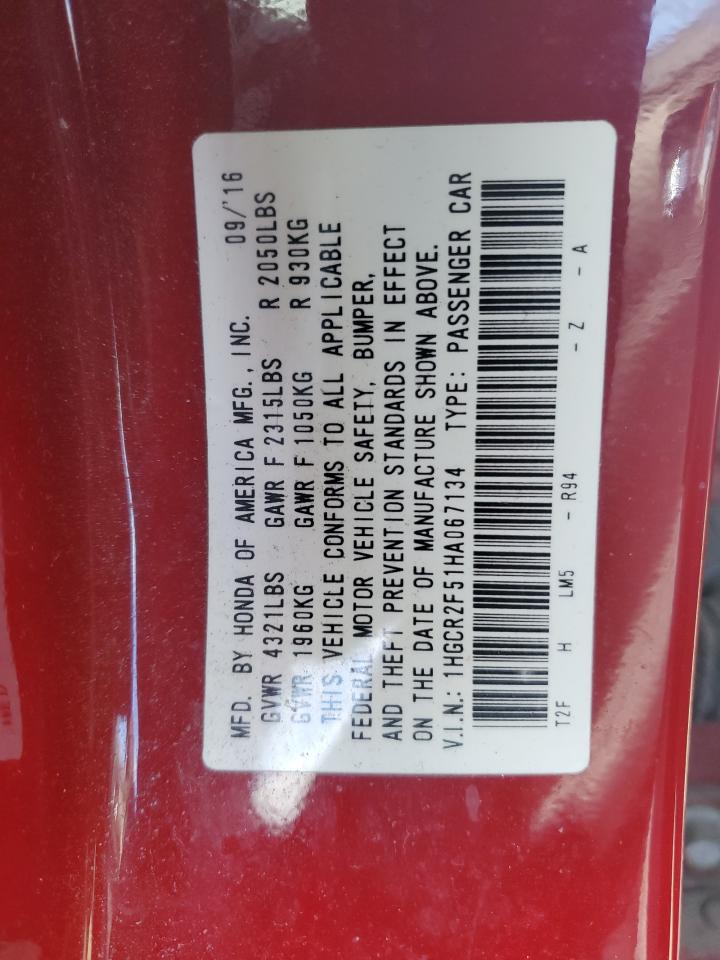 MFD. BY HONDA OF AMERICA MFG., INC. 09/'16
GVWR 4321LBS GAWR F 2315LBS R 2050LBS
GVWR 1960KG GAWR F 1050KG R 930KG
THIS VEHICLE CONFORMS TO ALL APPLICABLE
FEDERAL MOTOR VEHICLE SAFETY, BUMPER,
AND THEFT PREVENTION STANDARDS IN EFFECT
ON THE DATE OF MANUFACTURE SHOWN ABOVE.
V.I.N.: 1HGCR2F51HA067134 TYPE: PASSENGER CAR
T2F H LM5 - R94 - Z - A